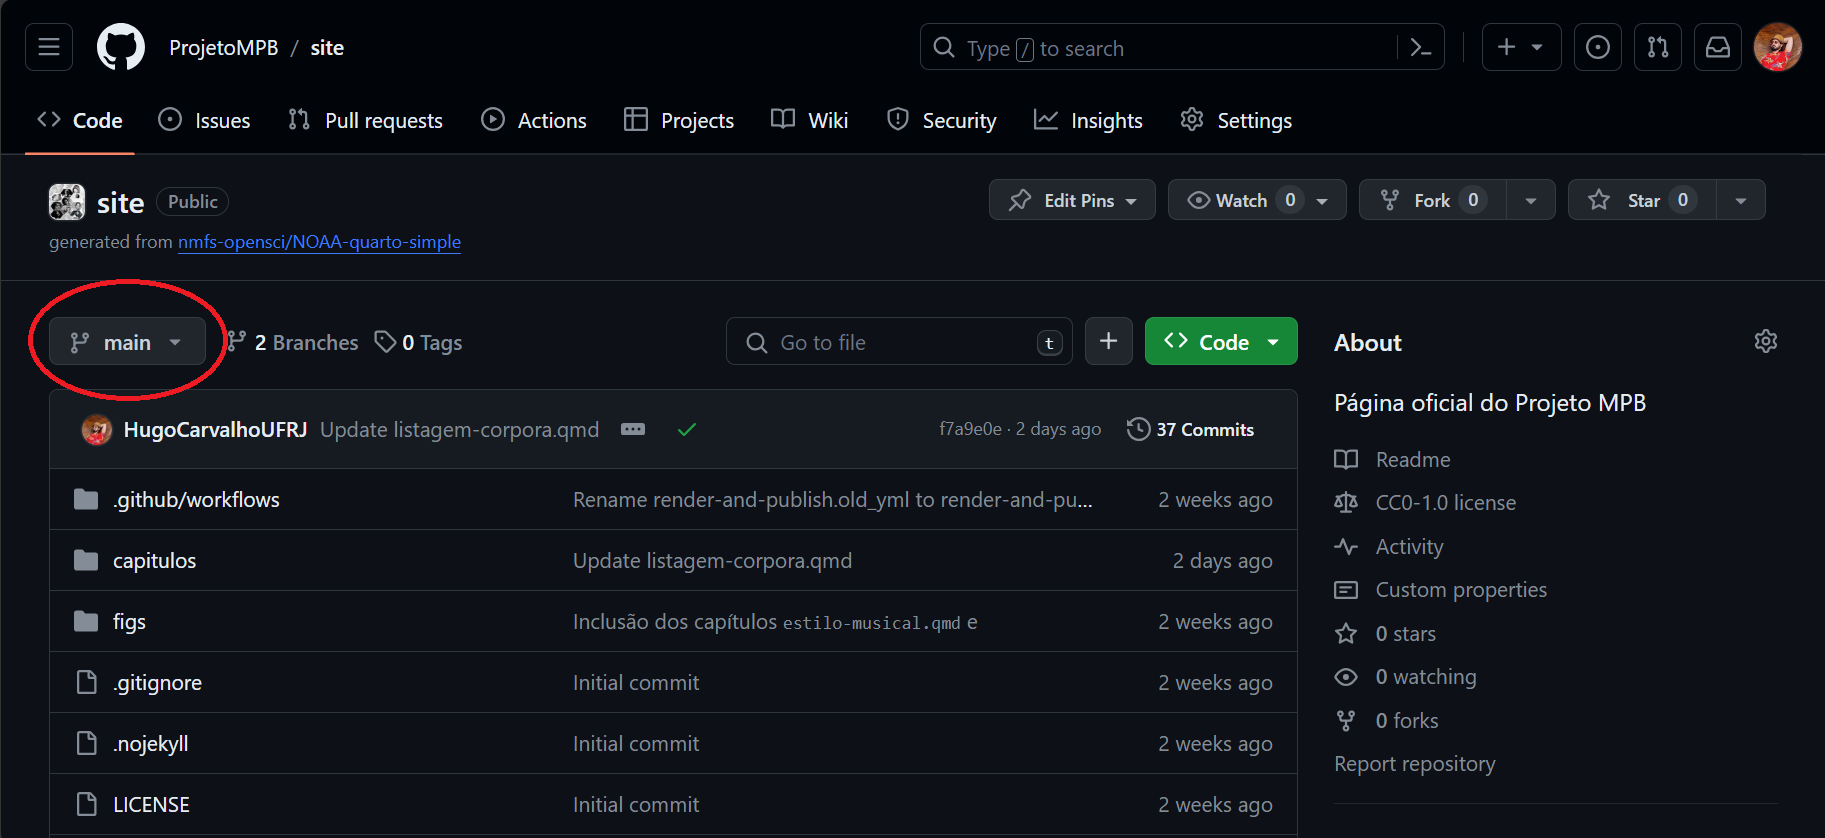 ProjetoMPB / site
Type / to search
Code Issues Pull requests Actions Projects Wiki Security Insights Settings
site Public
Edit Pins Watch 0 Fork 0 Star 0
generated from nmfs-opensci/NOAA-quarto-simple
main 2 Branches 0 Tags
Go to file t
Code
HugoCarvalhoUFRJ Update listagem-corpora.qmd f7a9e0e · 2 days ago 37 Commits
.github/workflows Rename render-and-publish.old_yml to render-and-pu... 2 weeks ago
capitulos Update listagem-corpora.qmd 2 days ago
figs Inclusão dos capítulos estilo-musical.qmd e 2 weeks ago
.gitignore Initial commit 2 weeks ago
.nojekyll Initial commit 2 weeks ago
LICENSE Initial commit 2 weeks ago
About
Página oficial do Projeto MPB
Readme
CC0-1.0 license
Activity
Custom properties
0 stars
0 watching
0 forks
Report repository